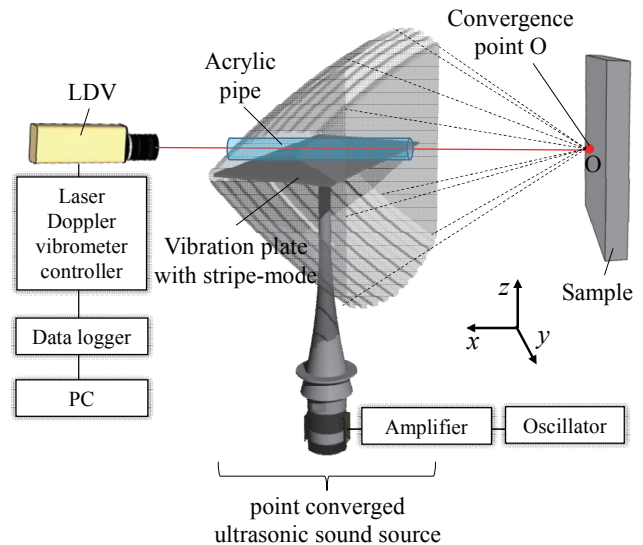 Convergence
point O
Acrylic
pipe
LDV
O
Laser
Doppler
vibrometer
controller
Vibration plate
with stripe-mode
Sample
z
x
y
Data logger
PC
Amplifier
Oscillator
point converged
ultrasonic sound source